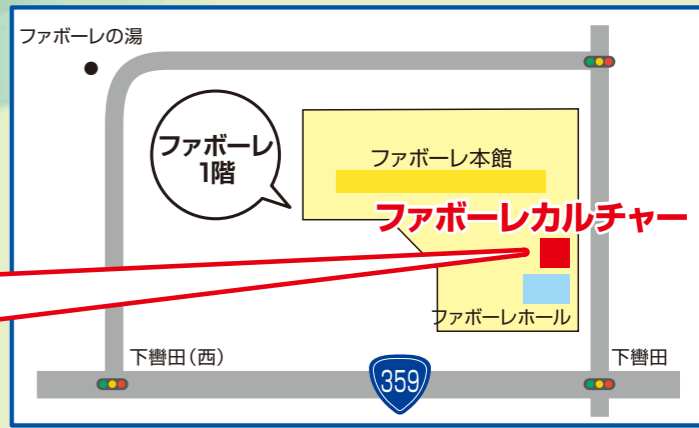 ファボーレの湯
ファボーレ
1階
ファボーレ本館
ファボーレカルチャー
ファボーレホール
下轡田(西)
359
下轡田